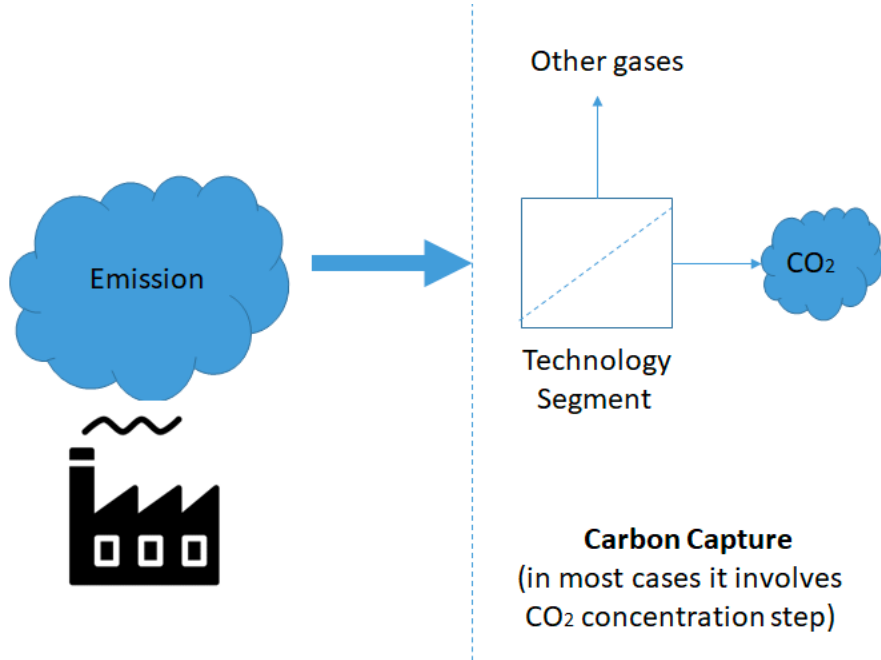 Other gases
Emission
CO₂
Technology
Segment
Carbon Capture
(in most cases it involves
CO₂ concentration step)